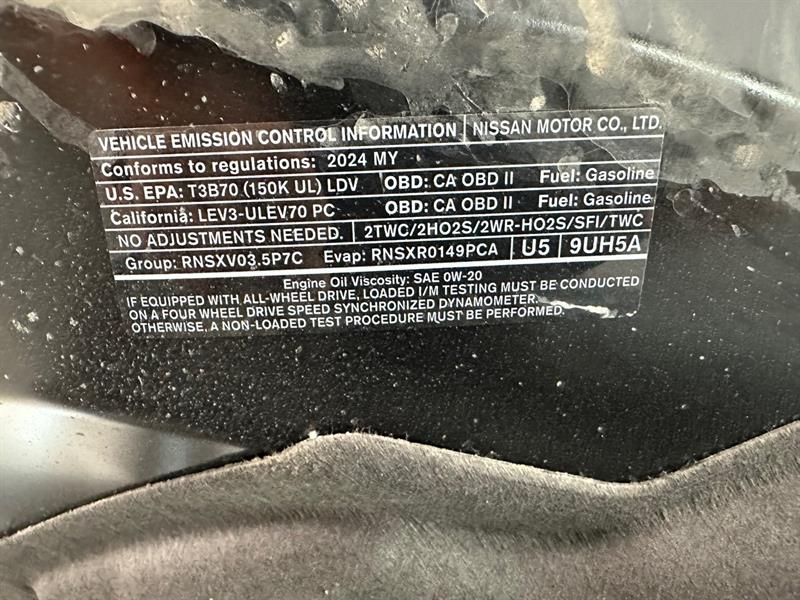 VEHICLE EMISSION CONTROL INFORMATION NISSAN MOTOR CO., LTD.
Conforms to regulations: 2024 MY
U.S. EPA: T3B70 (150K UL) LDV OBD: CA OBD II Fuel: Gasoline
California: LEV3-ULEV70 PC OBD: CA OBD II Fuel: Gasoline
NO ADJUSTMENTS NEEDED. 2TWC/2HO2S/2WR-HO2S/SFI/TWC
Group: RNSXV03.5P7C Evap: RNSXR0149PCA U5 9UH5A
Engine Oil Viscosity: SAE 0W-20
IF EQUIPPED WITH ALL-WHEEL DRIVE, LOADED I/M TESTING MUST BE CONDUCTED
ON A FOUR WHEEL DRIVE SPEED SYNCHRONIZED DYNAMOMETER.
OTHERWISE, A NON-LOADED TEST PROCEDURE MUST BE PERFORMED.